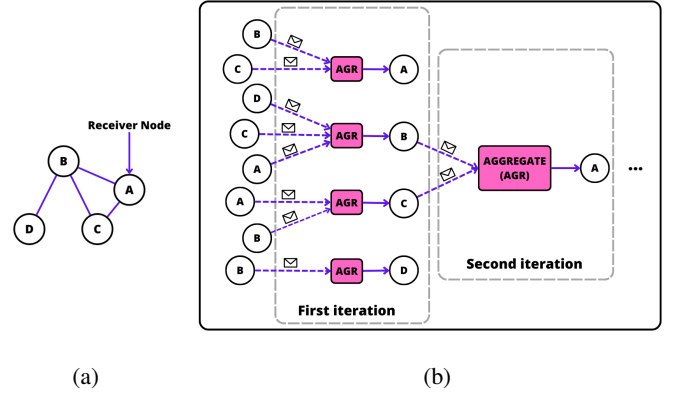 Receiver Node
B
A
D
C
B
C
AGR
A
D
C
A
AGR
B
A
B
AGR
C
B
AGR
D
First iteration
AGGREGATE
(AGR)
A
...
Second iteration
(a)
(b)